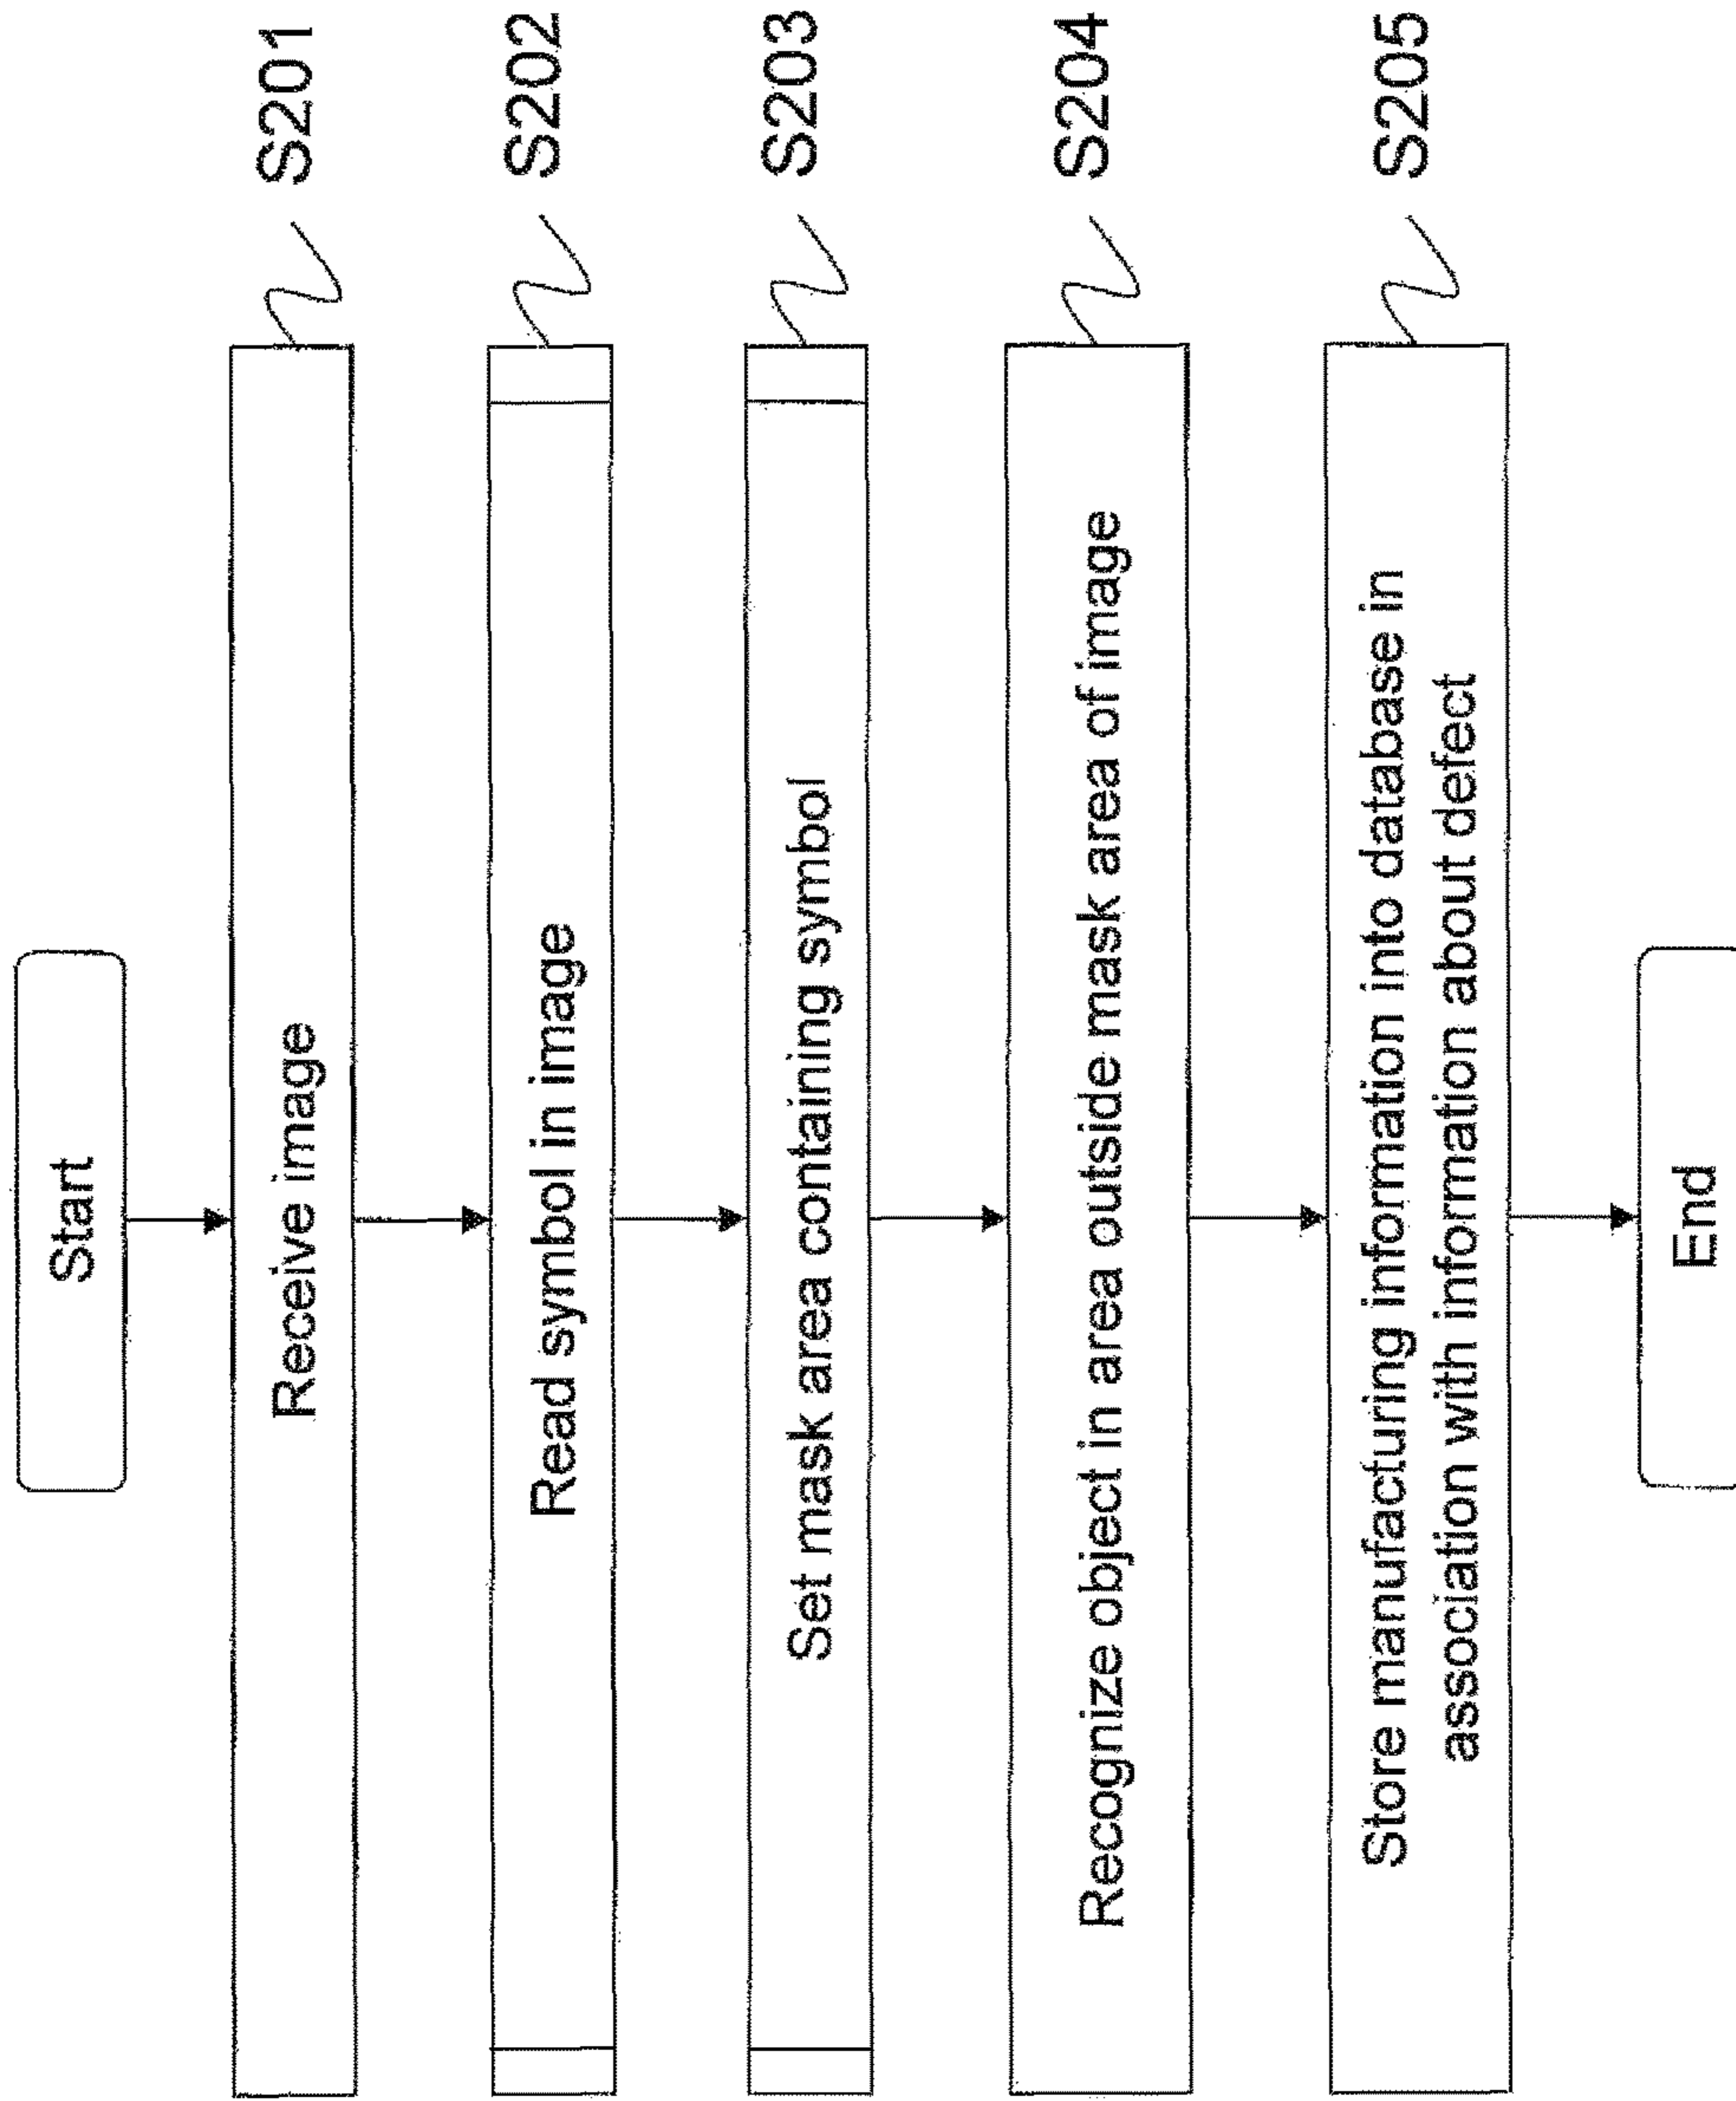 Start
Receive image
S201
Read symbol in image
S202
Set mask area containing symbol
S203
Recognize object in area outside mask area of image
S204
Store manufacturing information into database in
association with information about defect
S205
End